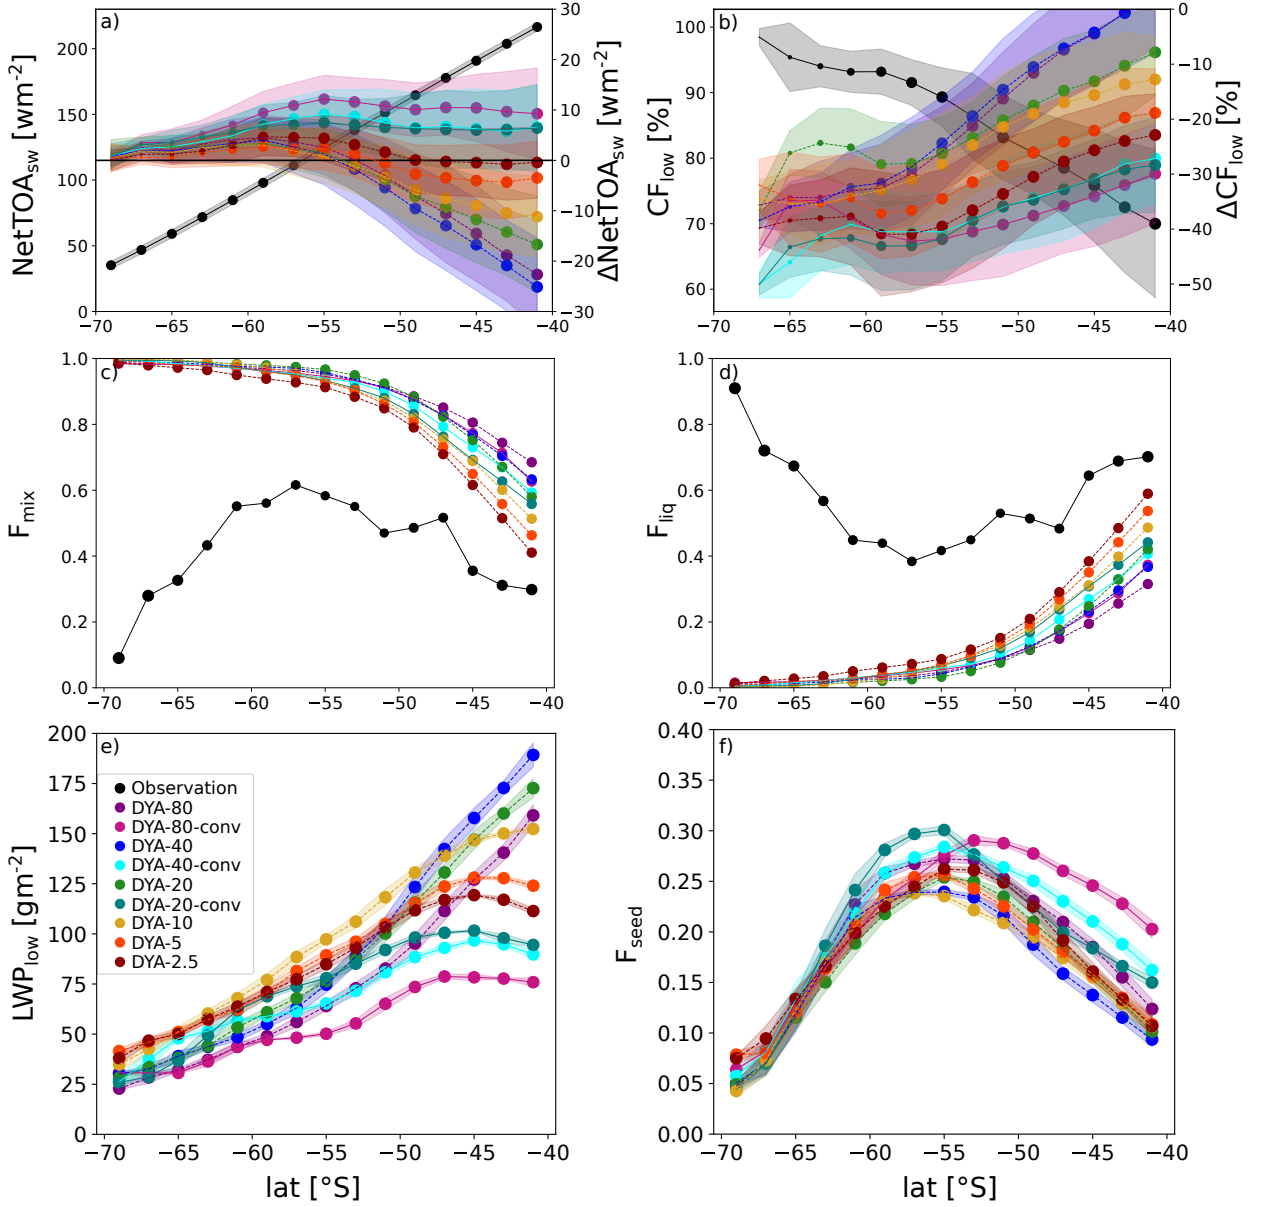 a)
NetTOA_sw [wm^-2]
200
150
100
50
0
30
20
10
0
−10
−20
−30
ΔNetTOA_sw [wm^-2]
−70 −65 −60 −55 −50 −45 −40
b)
CF_low [%]
100
90
80
70
60
0
−10
−20
−30
−40
−50
ΔCF_low [%]
−70 −65 −60 −55 −50 −45 −40
c)
F_mix
1.0
0.8
0.6
0.4
0.2
0.0
−70 −65 −60 −55 −50 −45 −40
d)
F_liq
1.0
0.8
0.6
0.4
0.2
0.0
−70 −65 −60 −55 −50 −45 −40
e)
LWP_low [gm^-2]
200
175
150
125
100
75
50
25
0
Observation
DYA-80
DYA-80-conv
DYA-40
DYA-40-conv
DYA-20
DYA-20-conv
DYA-10
DYA-5
DYA-2.5
−70 −65 −60 −55 −50 −45 −40
lat [°S]
f)
F_seed
0.40
0.35
0.30
0.25
0.20
0.15
0.10
0.05
0.00
−70 −65 −60 −55 −50 −45 −40
lat [°S]